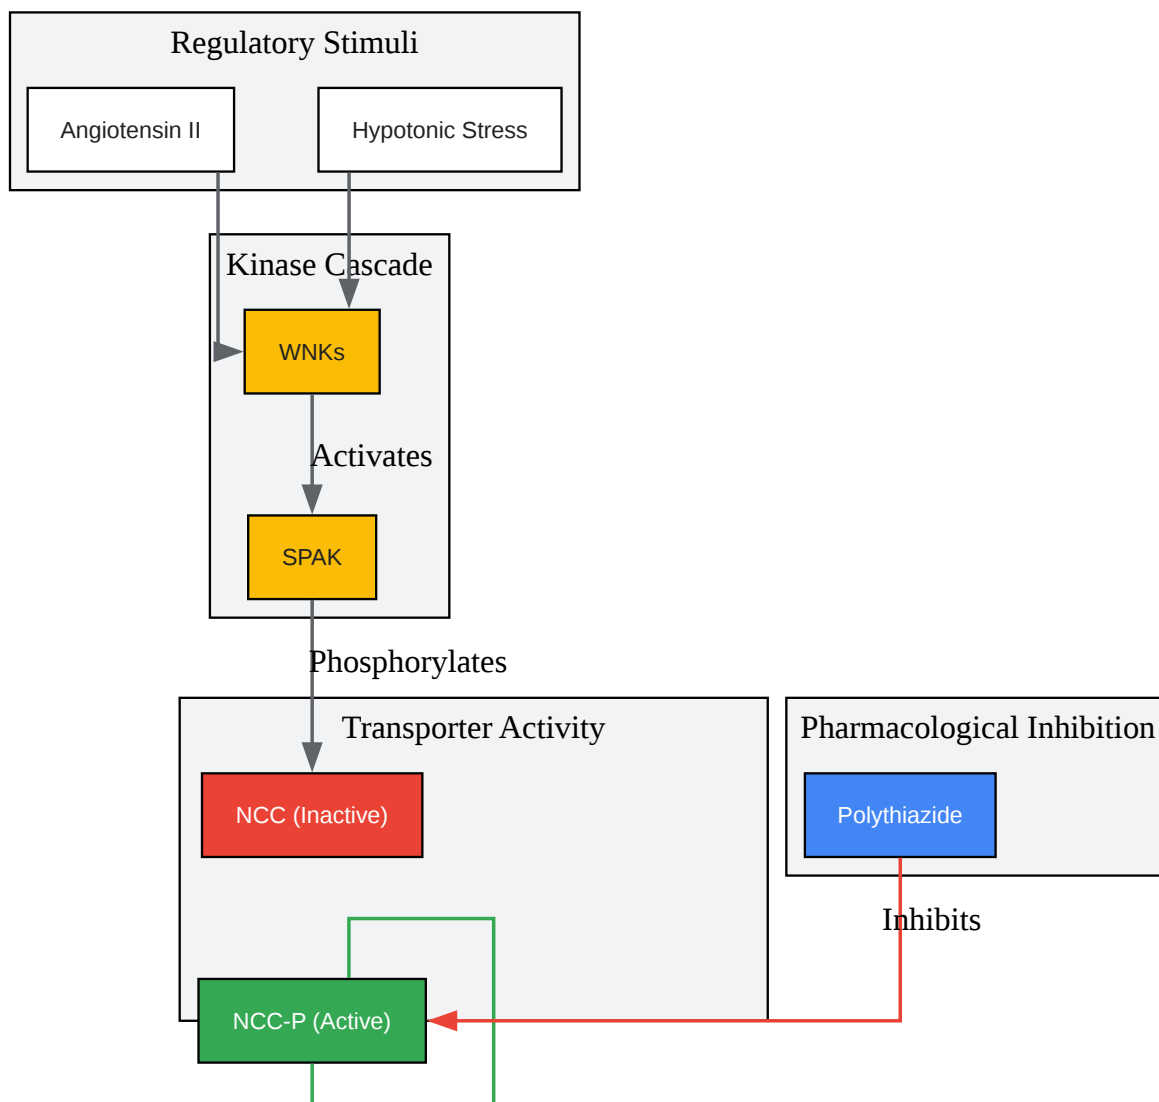 Regulatory Stimuli
Angiotensin II
Hypotonic Stress
Kinase Cascade
WNKs
Activates
SPAK
Phosphorylates
Transporter Activity
Pharmacological Inhibition
NCC (Inactive)
Polythiazide
Inhibits
NCC-P (Active)